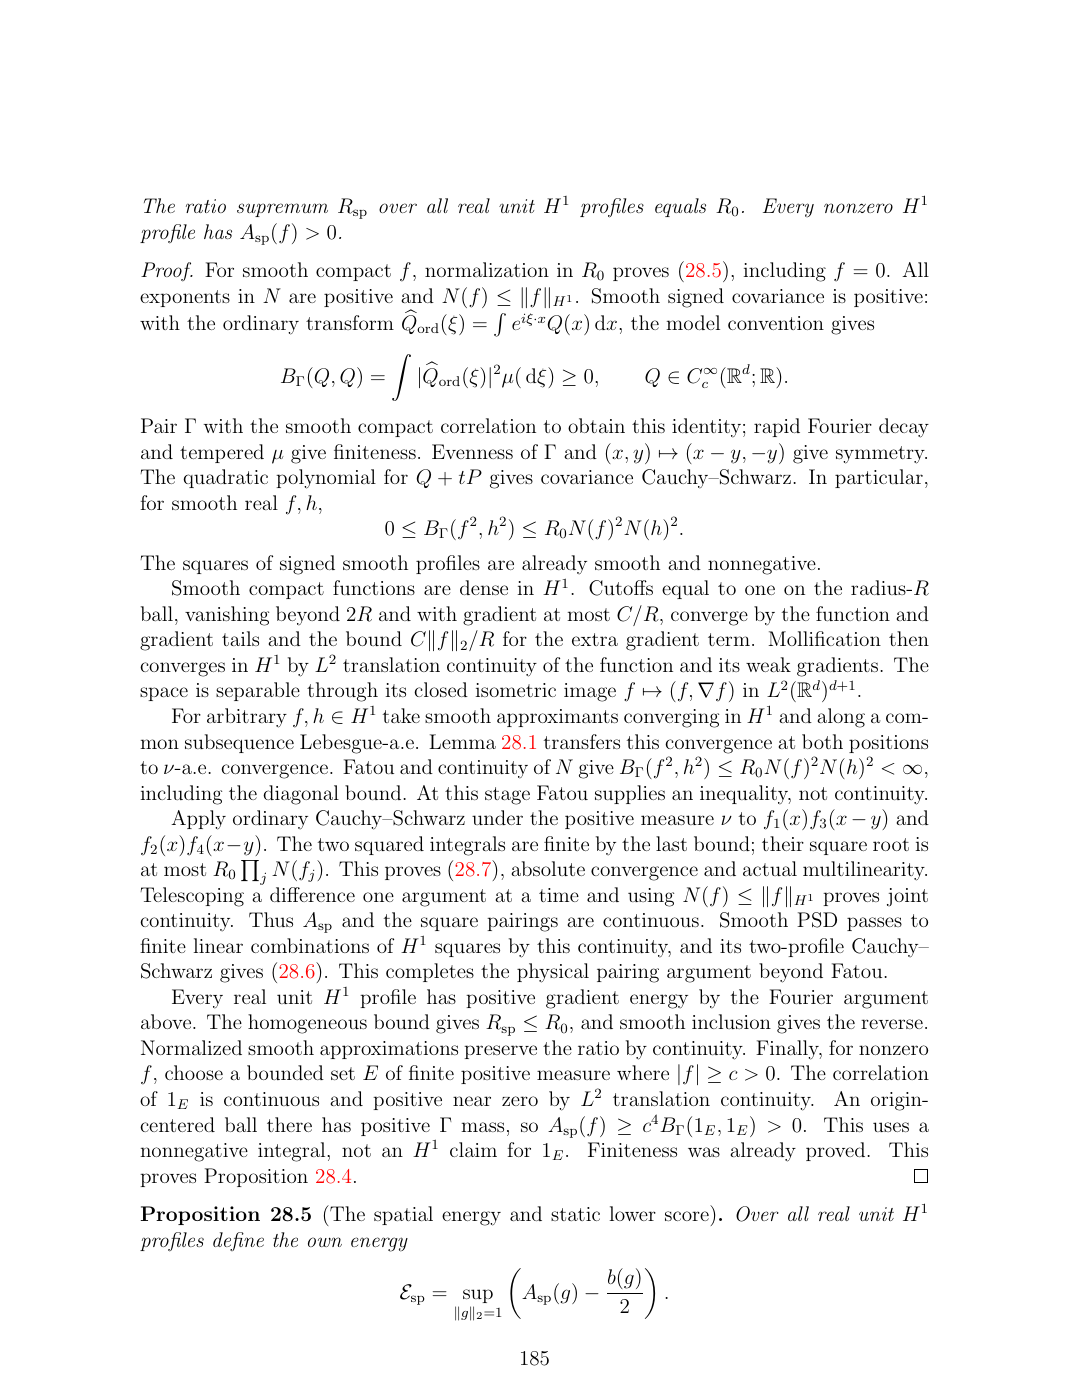 The ratio supremum R_sp over all real unit H^1 profiles equals R_0. Every nonzero H^1
profile has A_sp(f) > 0.
Proof. For smooth compact f, normalization in R_0 proves (28.5), including f = 0. All
exponents in N are positive and N(f) ≤ ‖f‖_{H^1}. Smooth signed covariance is positive:
with the ordinary transform Q̂_ord(ξ) = ∫ e^{iξ·x}Q(x) dx, the model convention gives
B_Γ(Q, Q) = ∫ |Q̂_ord(ξ)|^2 μ( dξ) ≥ 0, Q ∈ C_c^∞(ℝ^d; ℝ).
Pair Γ with the smooth compact correlation to obtain this identity; rapid Fourier decay
and tempered μ give finiteness. Evenness of Γ and (x, y) ↦ (x − y, −y) give symmetry.
The quadratic polynomial for Q + tP gives covariance Cauchy–Schwarz. In particular,
for smooth real f, h,
0 ≤ B_Γ(f^2, h^2) ≤ R_0N(f)^2N(h)^2.
The squares of signed smooth profiles are already smooth and nonnegative.
Smooth compact functions are dense in H^1. Cutoffs equal to one on the radius-R
ball, vanishing beyond 2R and with gradient at most C/R, converge by the function and
gradient tails and the bound C‖f‖_2/R for the extra gradient term. Mollification then
converges in H^1 by L^2 translation continuity of the function and its weak gradients. The
space is separable through its closed isometric image f ↦ (f, ∇f) in L^2(ℝ^d)^{d+1}.
For arbitrary f, h ∈ H^1 take smooth approximants converging in H^1 and along a com-
mon subsequence Lebesgue-a.e. Lemma 28.1 transfers this convergence at both positions
to ν-a.e. convergence. Fatou and continuity of N give B_Γ(f^2, h^2) ≤ R_0N(f)^2N(h)^2 < ∞,
including the diagonal bound. At this stage Fatou supplies an inequality, not continuity.
Apply ordinary Cauchy–Schwarz under the positive measure ν to f_1(x)f_3(x − y) and
f_2(x)f_4(x−y). The two squared integrals are finite by the last bound; their square root is
at most R_0 ∏_j N(f_j). This proves (28.7), absolute convergence and actual multilinearity.
Telescoping a difference one argument at a time and using N(f) ≤ ‖f‖_{H^1} proves joint
continuity. Thus A_sp and the square pairings are continuous. Smooth PSD passes to
finite linear combinations of H^1 squares by this continuity, and its two-profile Cauchy–
Schwarz gives (28.6). This completes the physical pairing argument beyond Fatou.
Every real unit H^1 profile has positive gradient energy by the Fourier argument
above. The homogeneous bound gives R_sp ≤ R_0, and smooth inclusion gives the reverse.
Normalized smooth approximations preserve the ratio by continuity. Finally, for nonzero
f, choose a bounded set E of finite positive measure where |f| ≥ c > 0. The correlation
of 1_E is continuous and positive near zero by L^2 translation continuity. An origin-
centered ball there has positive Γ mass, so A_sp(f) ≥ c^4B_Γ(1_E, 1_E) > 0. This uses a
nonnegative integral, not an H^1 claim for 1_E. Finiteness was already proved. This
proves Proposition 28.4. □
Proposition 28.5 (The spatial energy and static lower score). Over all real unit H^1
profiles define the own energy
ℰ_sp = sup_{‖g‖_2=1} (A_sp(g) − b(g)/2).
185